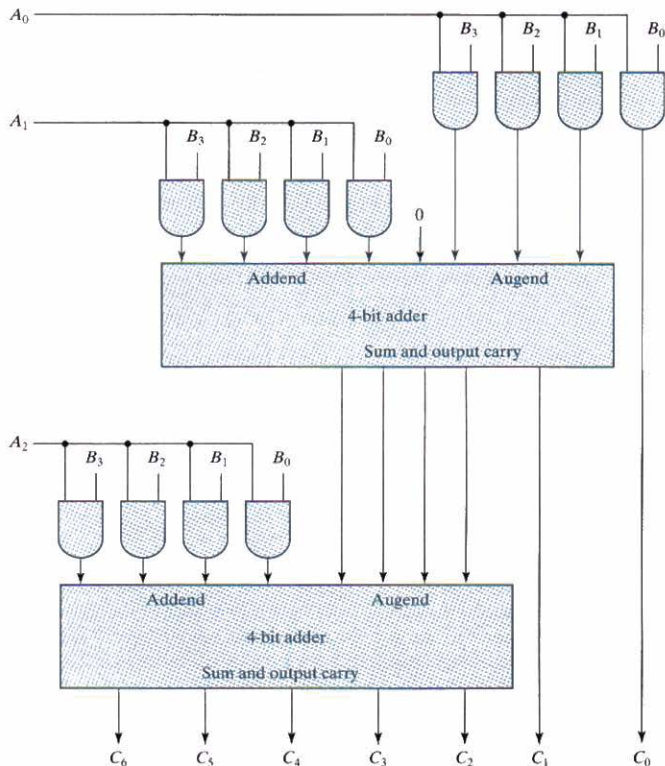 A₀
B₃ B₂ B₁ B₀
A₁
B₃ B₂ B₁ B₀
0
Addend Augend
4-bit adder
Sum and output carry
A₂
B₃ B₂ B₁ B₀
Addend Augend
4-bit adder
Sum and output carry
C₆ C₅ C₄ C₃ C₂ C₁ C₀